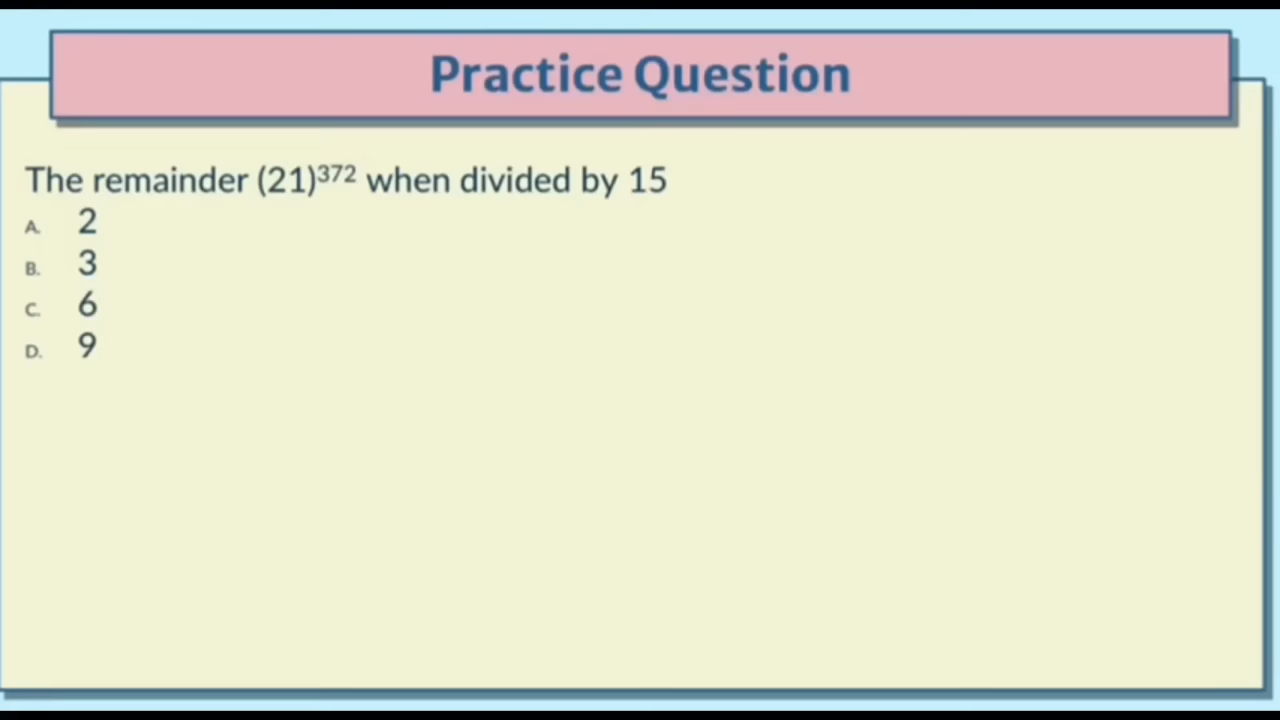 Practice Question
The remainder (21)³⁷² when divided by 15
A. 2
B. 3
C. 6
D. 9